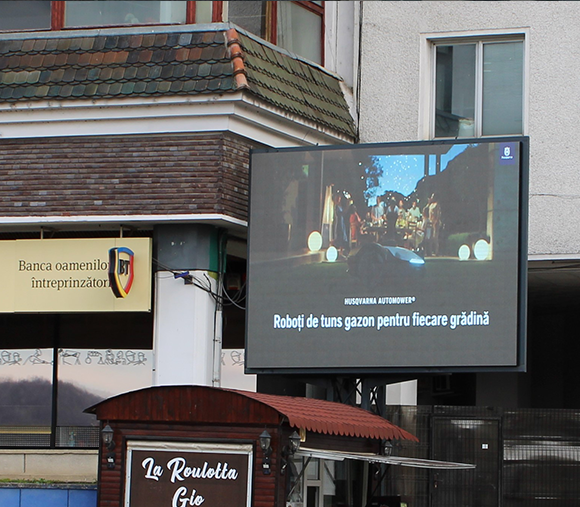 Banca oamenilor
întreprinzători
BT
HUSQVARNA AUTOMOWER®
Roboți de tuns gazon pentru fiecare grădină
La Roulotta
Gio